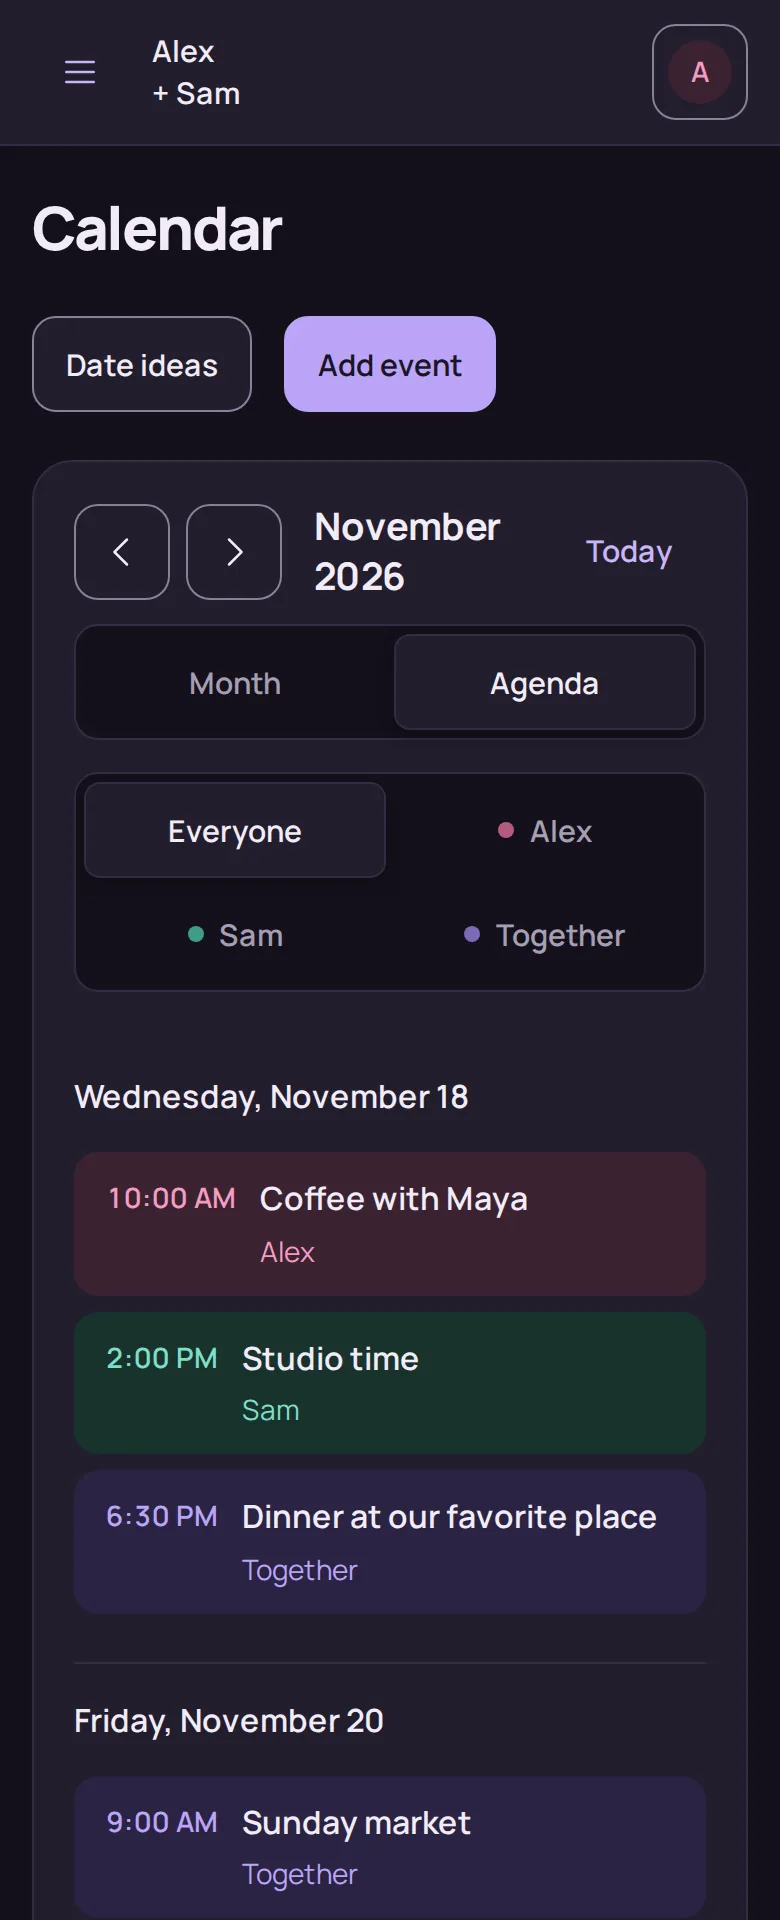 Alex
+ Sam
A
Calendar
Date ideas
Add event
November
2026
Today
Month
Agenda
Everyone
Alex
Sam
Together
Wednesday, November 18
10:00 AM Coffee with Maya
Alex
2:00 PM Studio time
Sam
6:30 PM Dinner at our favorite place
Together
Friday, November 20
9:00 AM Sunday market
Together